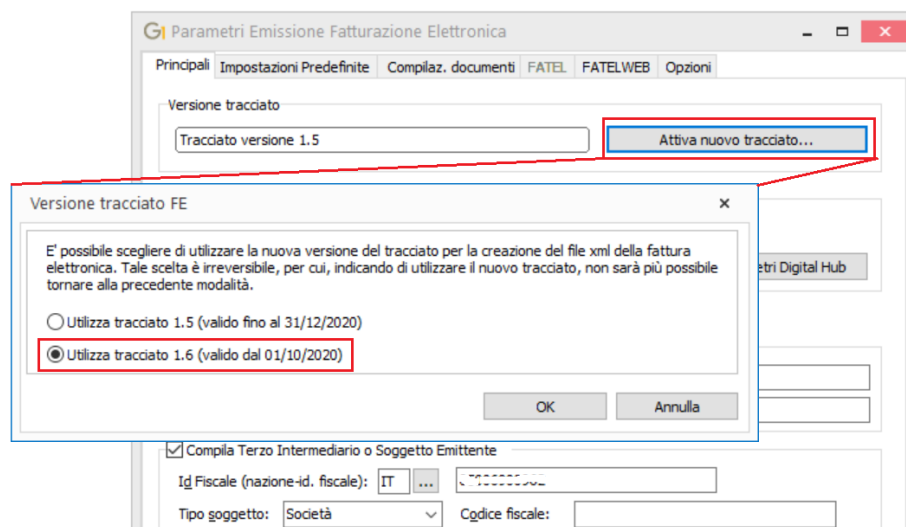 GI Parametri Emissione Fatturazione Elettronica
Principali Impostazioni Predefinite Compilaz. documenti FATEL FATELWEB Opzioni
Versione tracciato
Tracciato versione 1.5 Attiva nuovo tracciato...
Versione tracciato FE
E' possibile scegliere di utilizzare la nuova versione del tracciato per la creazione del file xml della fattura
elettronica. Tale scelta è irreversibile, per cui, indicando di utilizzare il nuovo tracciato, non sarà più possibile
tornare alla precedente modalità.
etri Digital Hub
Utilizza tracciato 1.5 (valido fino al 31/12/2020)
Utilizza tracciato 1.6 (valido dal 01/10/2020)
OK Annulla
Compila Terzo Intermediario o Soggetto Emittente
Id Fiscale (nazione-id. fiscale): IT ...
Tipo soggetto: Società Codice fiscale: